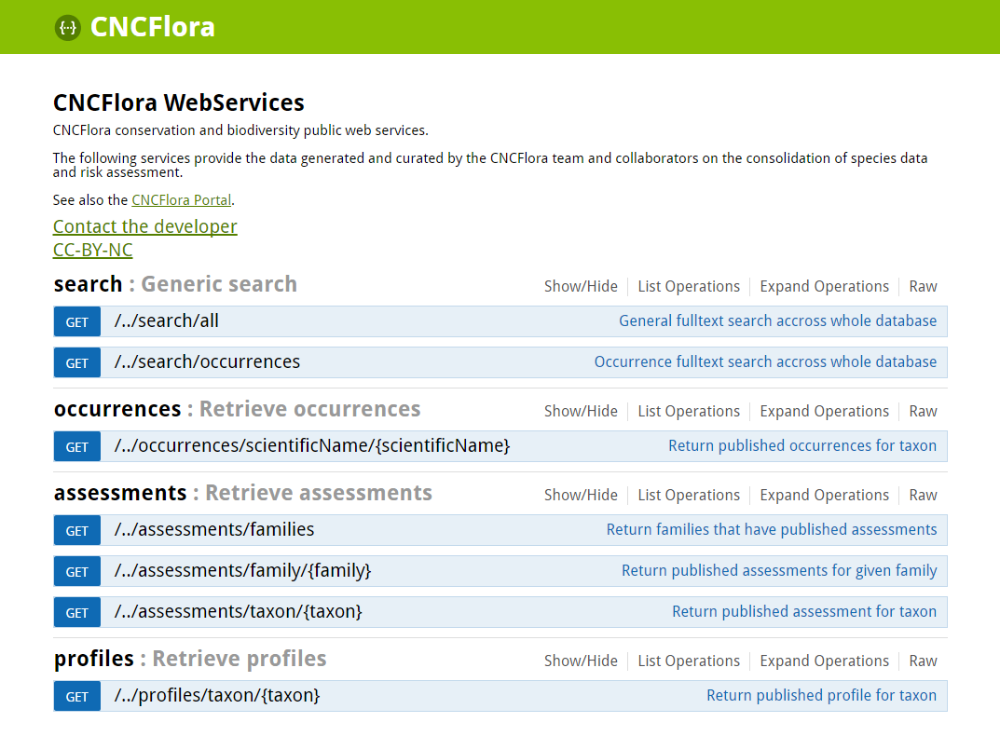 {··} CNCFlora
CNCFlora WebServices
CNCFlora conservation and biodiversity public web services.
The following services provide the data generated and curated by the CNCFlora team and collaborators on the consolidation of species data
and risk assessment.
See also the CNCFlora Portal.
Contact the developer
CC-BY-NC
search : Generic search Show/Hide List Operations Expand Operations Raw
GET /../search/all General fulltext search accross whole database
GET /../search/occurrences Occurrence fulltext search accross whole database
occurrences : Retrieve occurrences Show/Hide List Operations Expand Operations Raw
GET /../occurrences/scientificName/{scientificName} Return published occurrences for taxon
assessments : Retrieve assessments Show/Hide List Operations Expand Operations Raw
GET /../assessments/families Return families that have published assessments
GET /../assessments/family/{family} Return published assessments for given family
GET /../assessments/taxon/{taxon} Return published assessment for taxon
profiles : Retrieve profiles Show/Hide List Operations Expand Operations Raw
GET /../profiles/taxon/{taxon} Return published profile for taxon